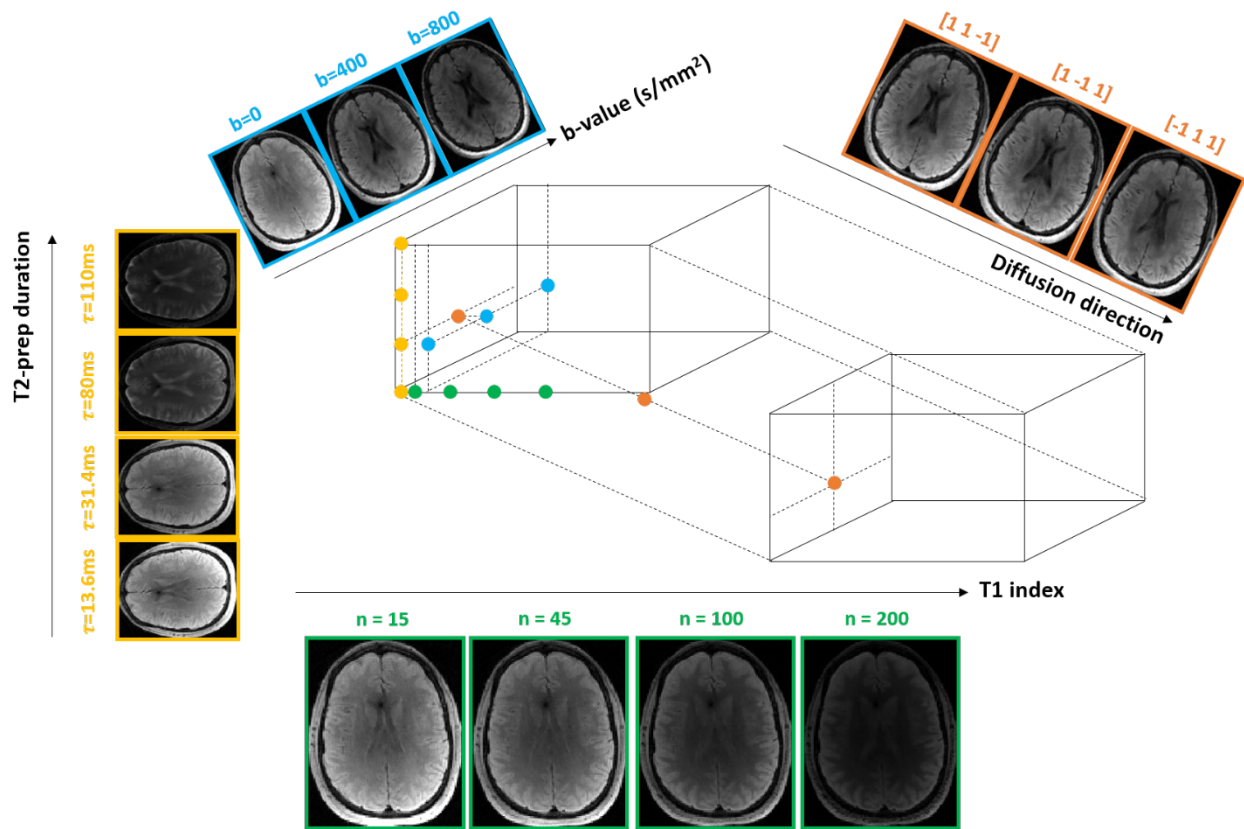 b=0
b=400
b=800
b-value (s/mm²)
[1 1 -1]
[1 -1 1]
[-1 1 1]
Diffusion direction
T2-prep duration
τ=110ms
τ=80ms
τ=31.4ms
τ=13.6ms
T1 index
n = 15
n = 45
n = 100
n = 200